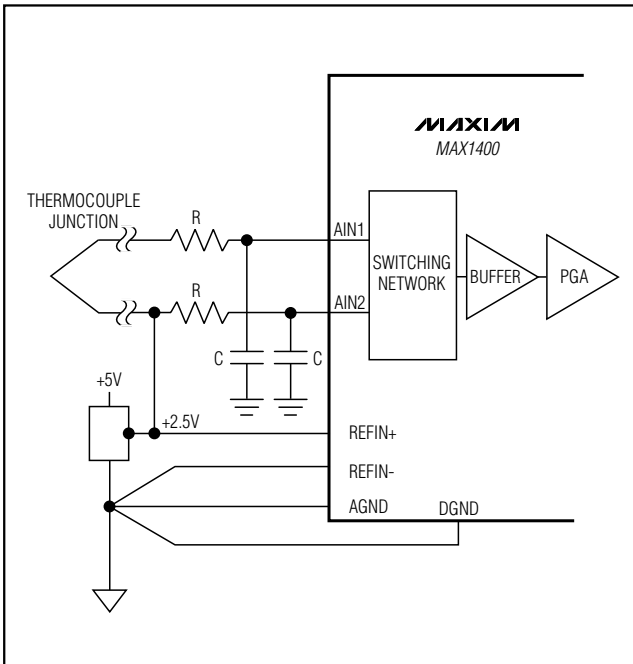 MAXIM
MAX1400
THERMOCOUPLE
JUNCTION
R
AIN1
SWITCHING
NETWORK
BUFFER
PGA
R
AIN2
C
C
+5V
+2.5V
REFIN+
REFIN-
AGND
DGND